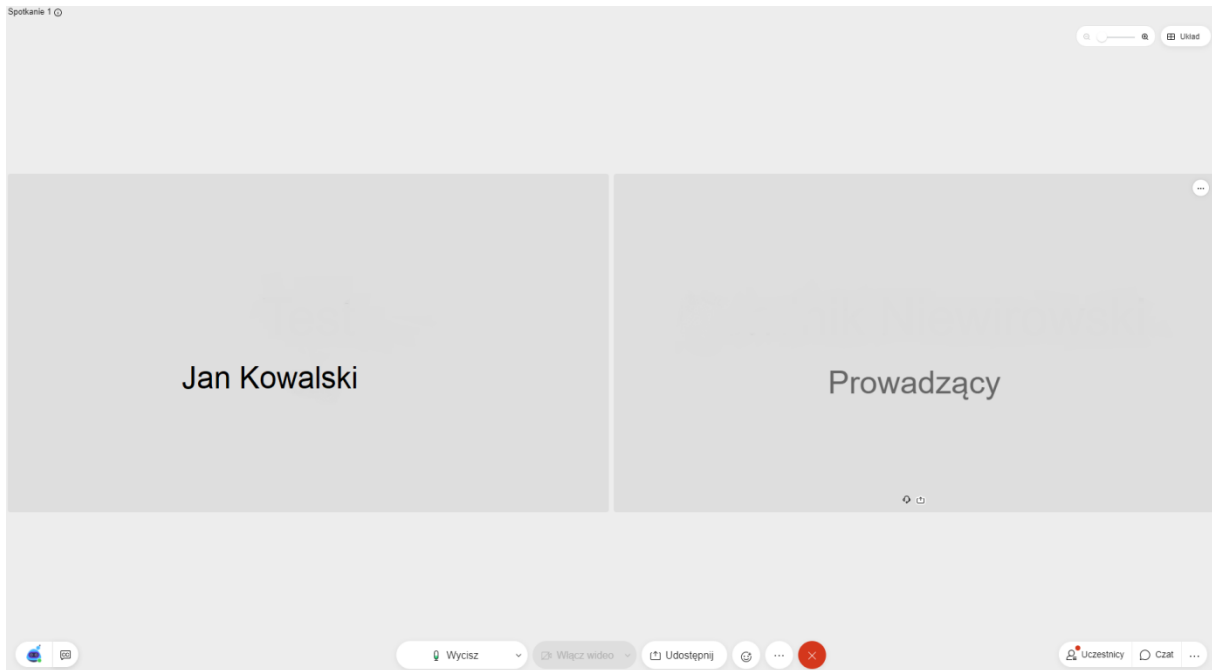 Spotkanie 1
Układ
Jan Kowalski
Prowadzący
Wycisz
Włącz wideo
Udostępnij
Uczestnicy
Czat